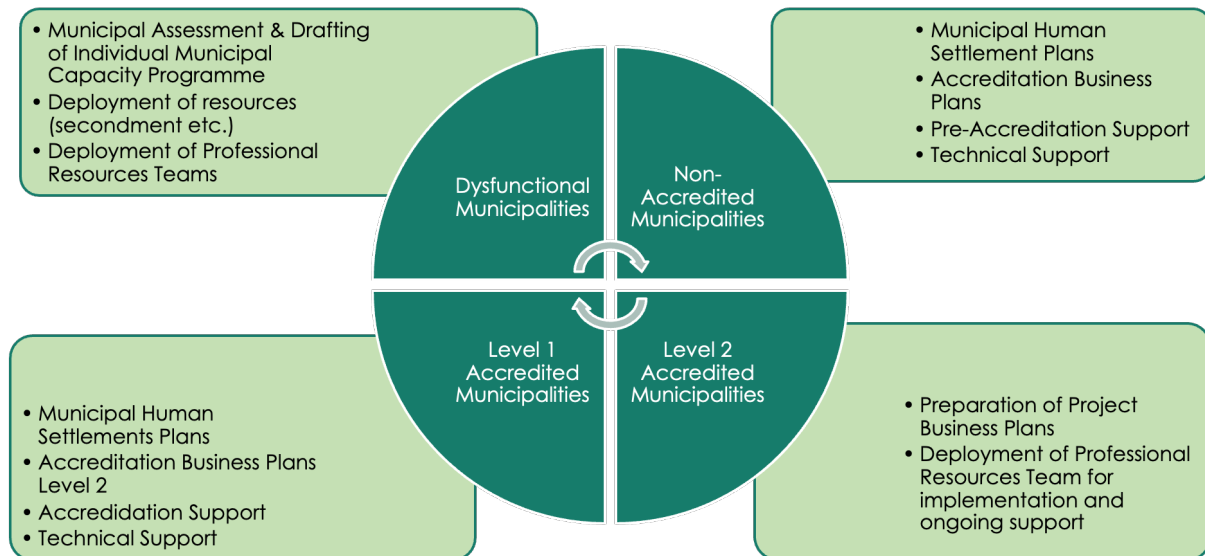 • Municipal Assessment & Drafting
of Individual Municipal
Capacity Programme
• Deployment of resources
(secondment etc.)
• Deployment of Professional
Resources Teams
• Municipal Human
Settlement Plans
• Accreditation Business
Plans
• Pre-Accreditation Support
• Technical Support
Dysfunctional
Municipalities
Non-
Accredited
Municipalities
Level 1
Accredited
Municipalities
Level 2
Accredited
Municipalities
• Municipal Human
Settlements Plans
• Accreditation Business Plans
Level 2
• Accredidation Support
• Technical Support
• Preparation of Project
Business Plans
• Deployment of Professional
Resources Team for
implementation and
ongoing support